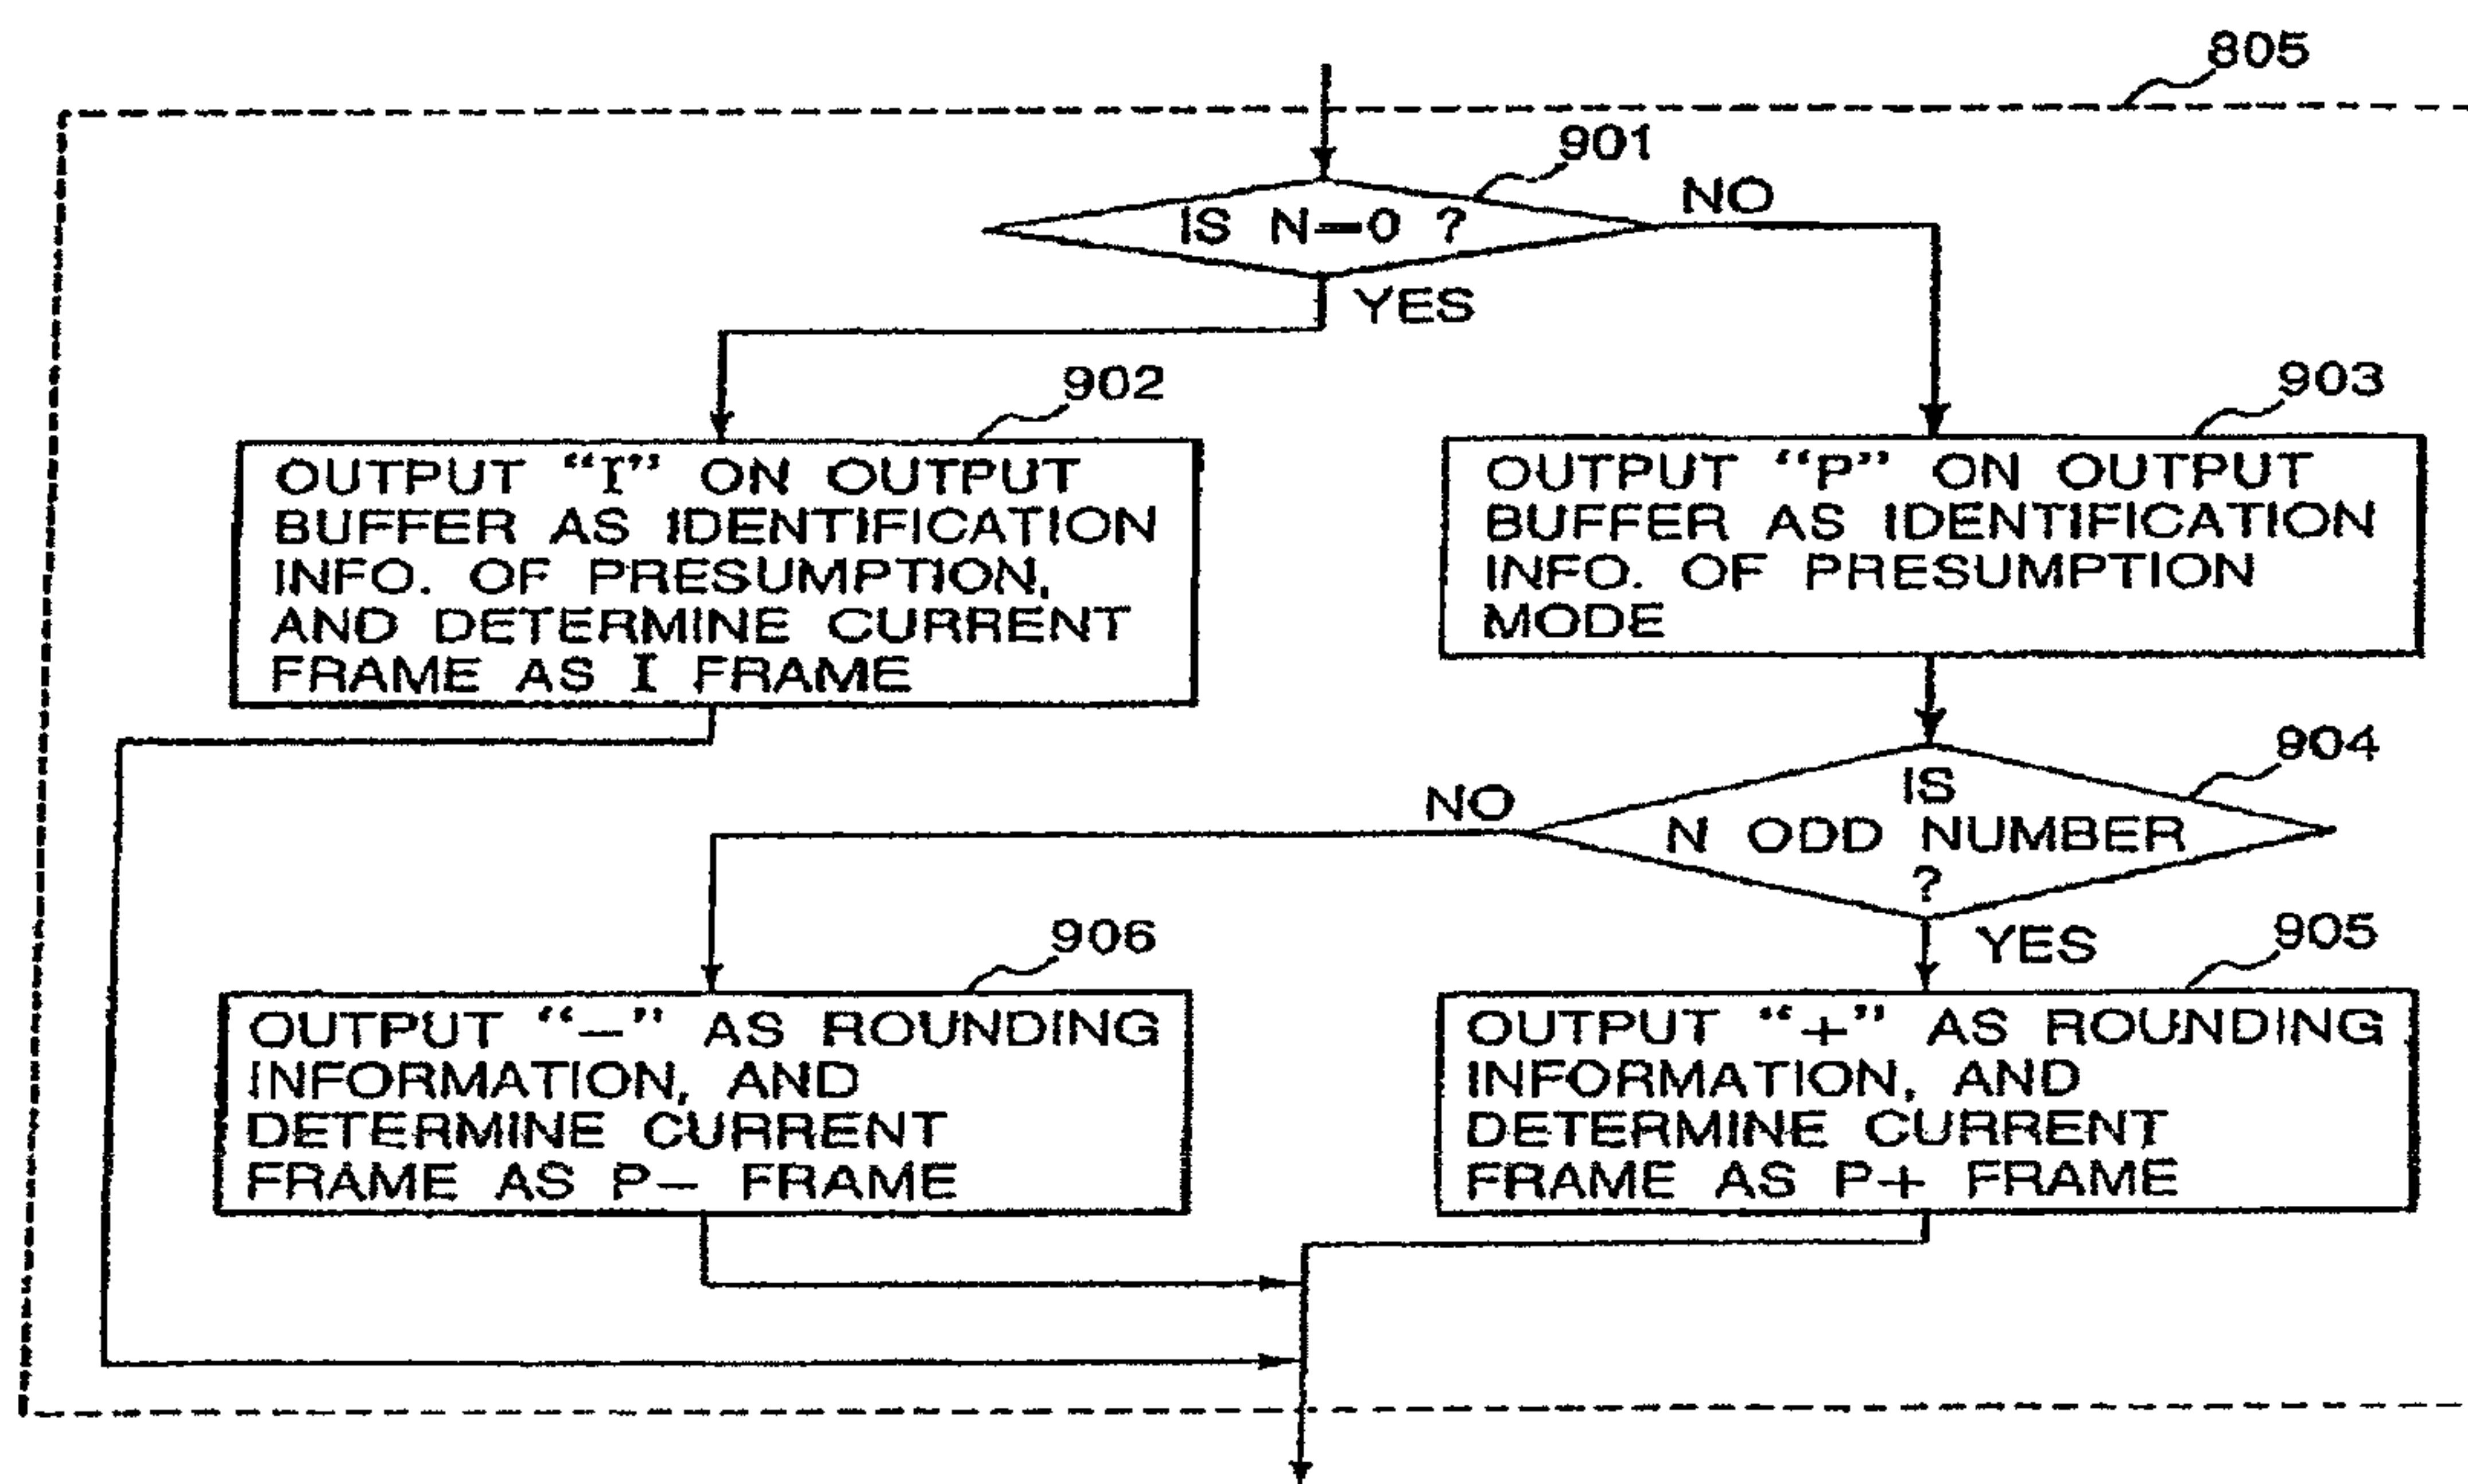 805
901
IS N=0 ?
NO
YES
902
903
OUTPUT “I” ON OUTPUT
BUFFER AS IDENTIFICATION
INFO. OF PRESUMPTION,
AND DETERMINE CURRENT
FRAME AS I FRAME
OUTPUT “P” ON OUTPUT
BUFFER AS IDENTIFICATION
INFO. OF PRESUMPTION
MODE
904
IS
N ODD NUMBER
?
NO
YES
906
905
OUTPUT “−” AS ROUNDING
INFORMATION, AND
DETERMINE CURRENT
FRAME AS P− FRAME
OUTPUT “+” AS ROUNDING
INFORMATION, AND
DETERMINE CURRENT
FRAME AS P+ FRAME